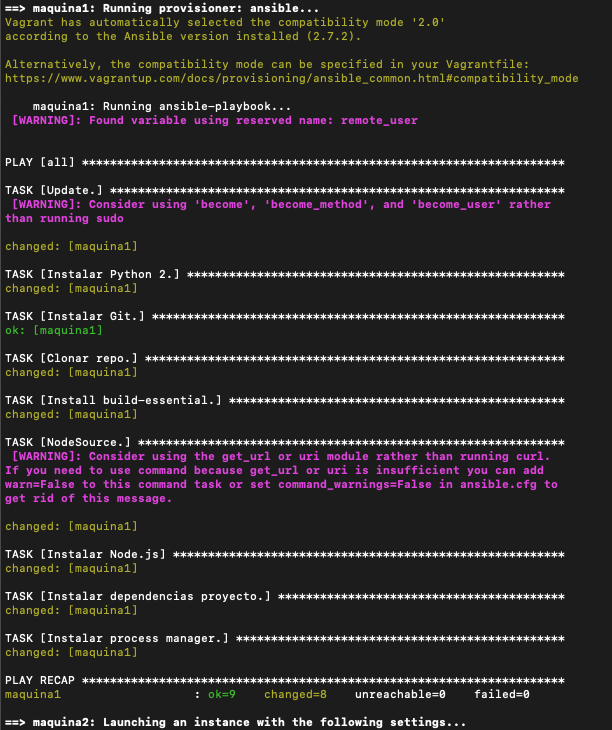 ==> maquina1: Running provisioner: ansible...
Vagrant has automatically selected the compatibility mode '2.0'
according to the Ansible version installed (2.7.2).
Alternatively, the compatibility mode can be specified in your Vagrantfile:
https://www.vagrantup.com/docs/provisioning/ansible_common.html#compatibility_mode
    maquina1: Running ansible-playbook...
 [WARNING]: Found variable using reserved name: remote_user
PLAY [all] *********************************************************************
TASK [Update.] *****************************************************************
 [WARNING]: Consider using 'become', 'become_method', and 'become_user' rather
than running sudo
changed: [maquina1]
TASK [Instalar Python 2.] ******************************************************
changed: [maquina1]
TASK [Instalar Git.] ***********************************************************
ok: [maquina1]
TASK [Clonar repo.] ************************************************************
changed: [maquina1]
TASK [Install build-essential.] ************************************************
changed: [maquina1]
TASK [NodeSource.] *************************************************************
 [WARNING]: Consider using the get_url or uri module rather than running curl.
If you need to use command because get_url or uri is insufficient you can add
warn=False to this command task or set command_warnings=False in ansible.cfg to
get rid of this message.
changed: [maquina1]
TASK [Instalar Node.js] ********************************************************
changed: [maquina1]
TASK [Instalar dependencias proyecto.] *****************************************
changed: [maquina1]
TASK [Instalar process manager.] ***********************************************
changed: [maquina1]
PLAY RECAP *********************************************************************
maquina1                   : ok=9    changed=8    unreachable=0    failed=0
==> maquina2: Launching an instance with the following settings...